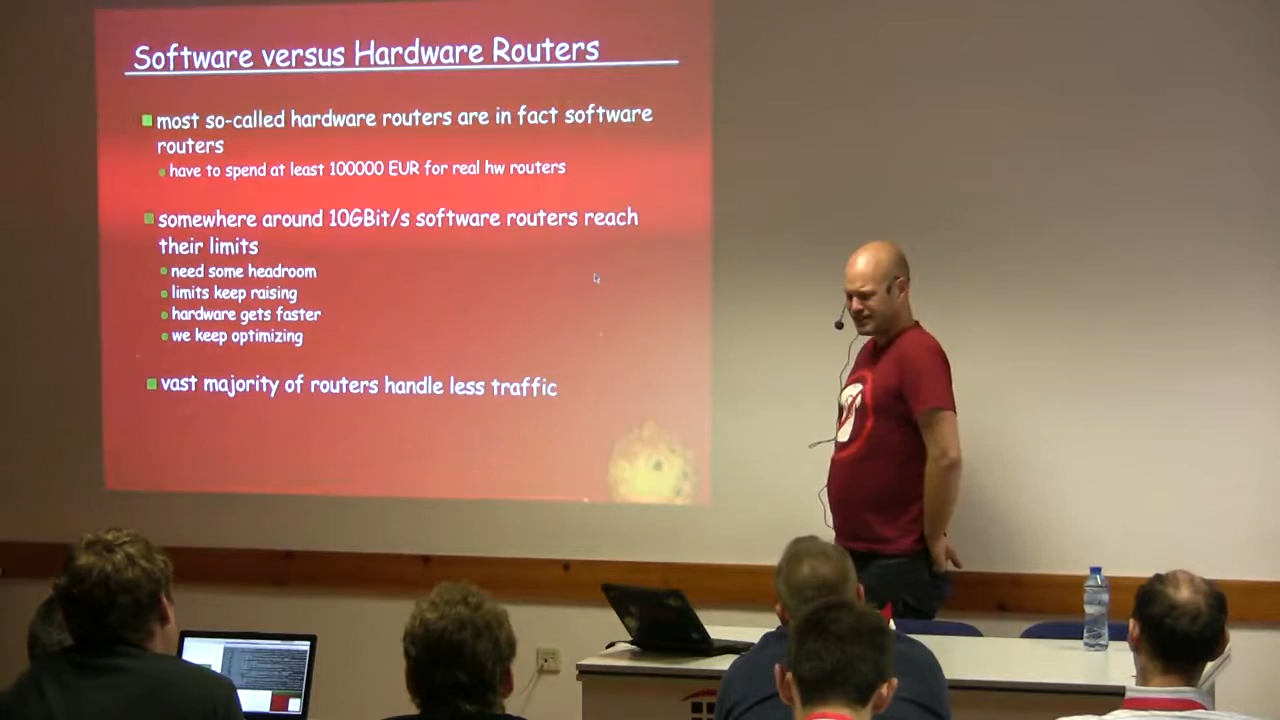 Software versus Hardware Routers
most so-called hardware routers are in fact software
routers
have to spend at least 100000 EUR for real hw routers
somewhere around 10GBit/s software routers reach
their limits
need some headroom
limits keep raising
hardware gets faster
we keep optimizing
vast majority of routers handle less traffic